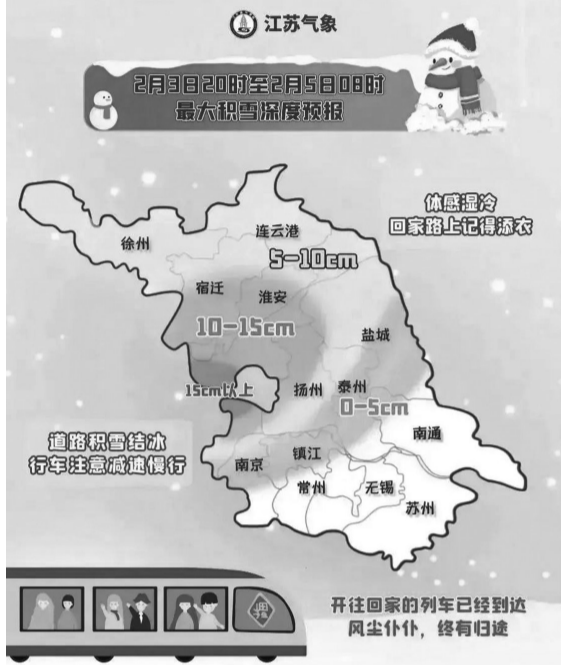 江苏气象
2月3日20时至2月5日08时
最大积雪深度预报
体感湿冷
回家路上记得添衣
徐州
连云港
5-10cm
宿迁
淮安
10-15cm
盐城
15cm以上
扬州
泰州
0-5cm
南通
道路积雪结冰
行车注意减速慢行
南京
镇江
常州
无锡
苏州
开往回家的列车已经到达
风尘仆仆，终有归途